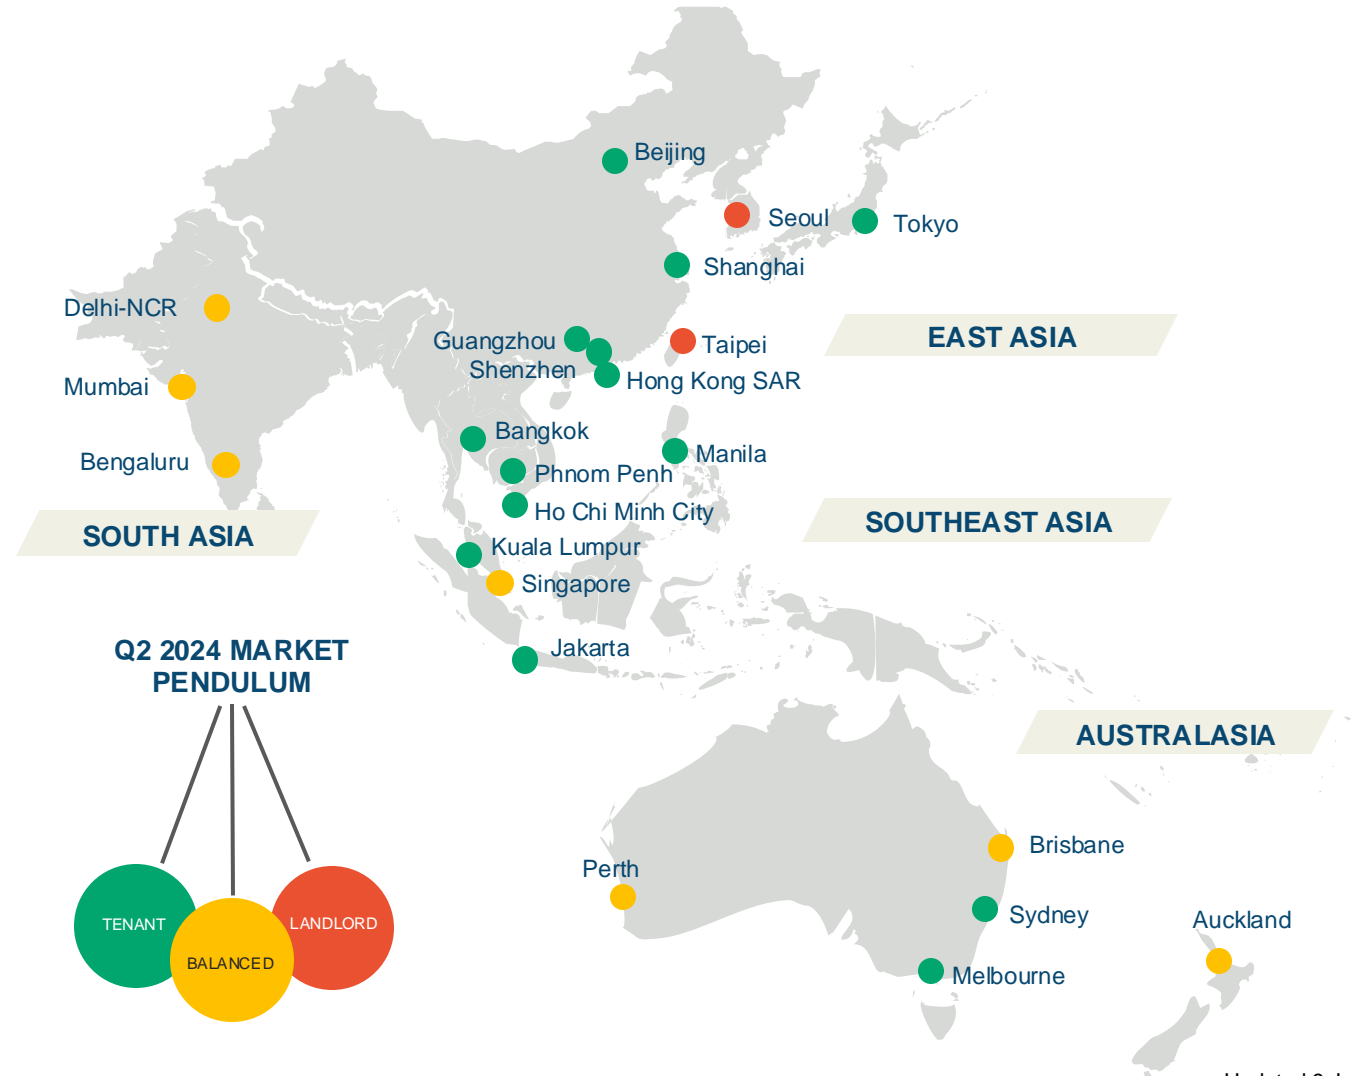 Beijing
Seoul
Tokyo
Shanghai
Delhi-NCR
Guangzhou
Taipei
EAST ASIA
Shenzhen
Hong Kong SAR
Mumbai
Bangkok
Manila
Bengaluru
Phnom Penh
Ho Chi Minh City
SOUTHEAST ASIA
SOUTH ASIA
Kuala Lumpur
Singapore
Jakarta
Q2 2024 MARKET
PENDULUM
AUSTRALASIA
Brisbane
Perth
Sydney
Auckland
TENANT
LANDLORD
BALANCED
Melbourne